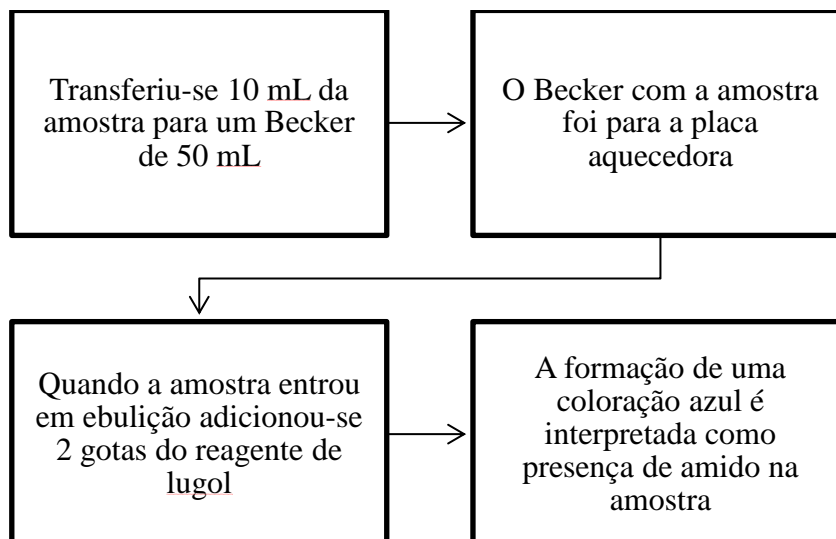 Transferiu-se 10 mL da
amostra para um Becker
de 50 mL
O Becker com a amostra
foi para a placa
aquecedora
Quando a amostra entrou
em ebulição adicionou-se
2 gotas do reagente de
lugol
A formação de uma
coloração azul é
interpretada como
presença de amido na
amostra